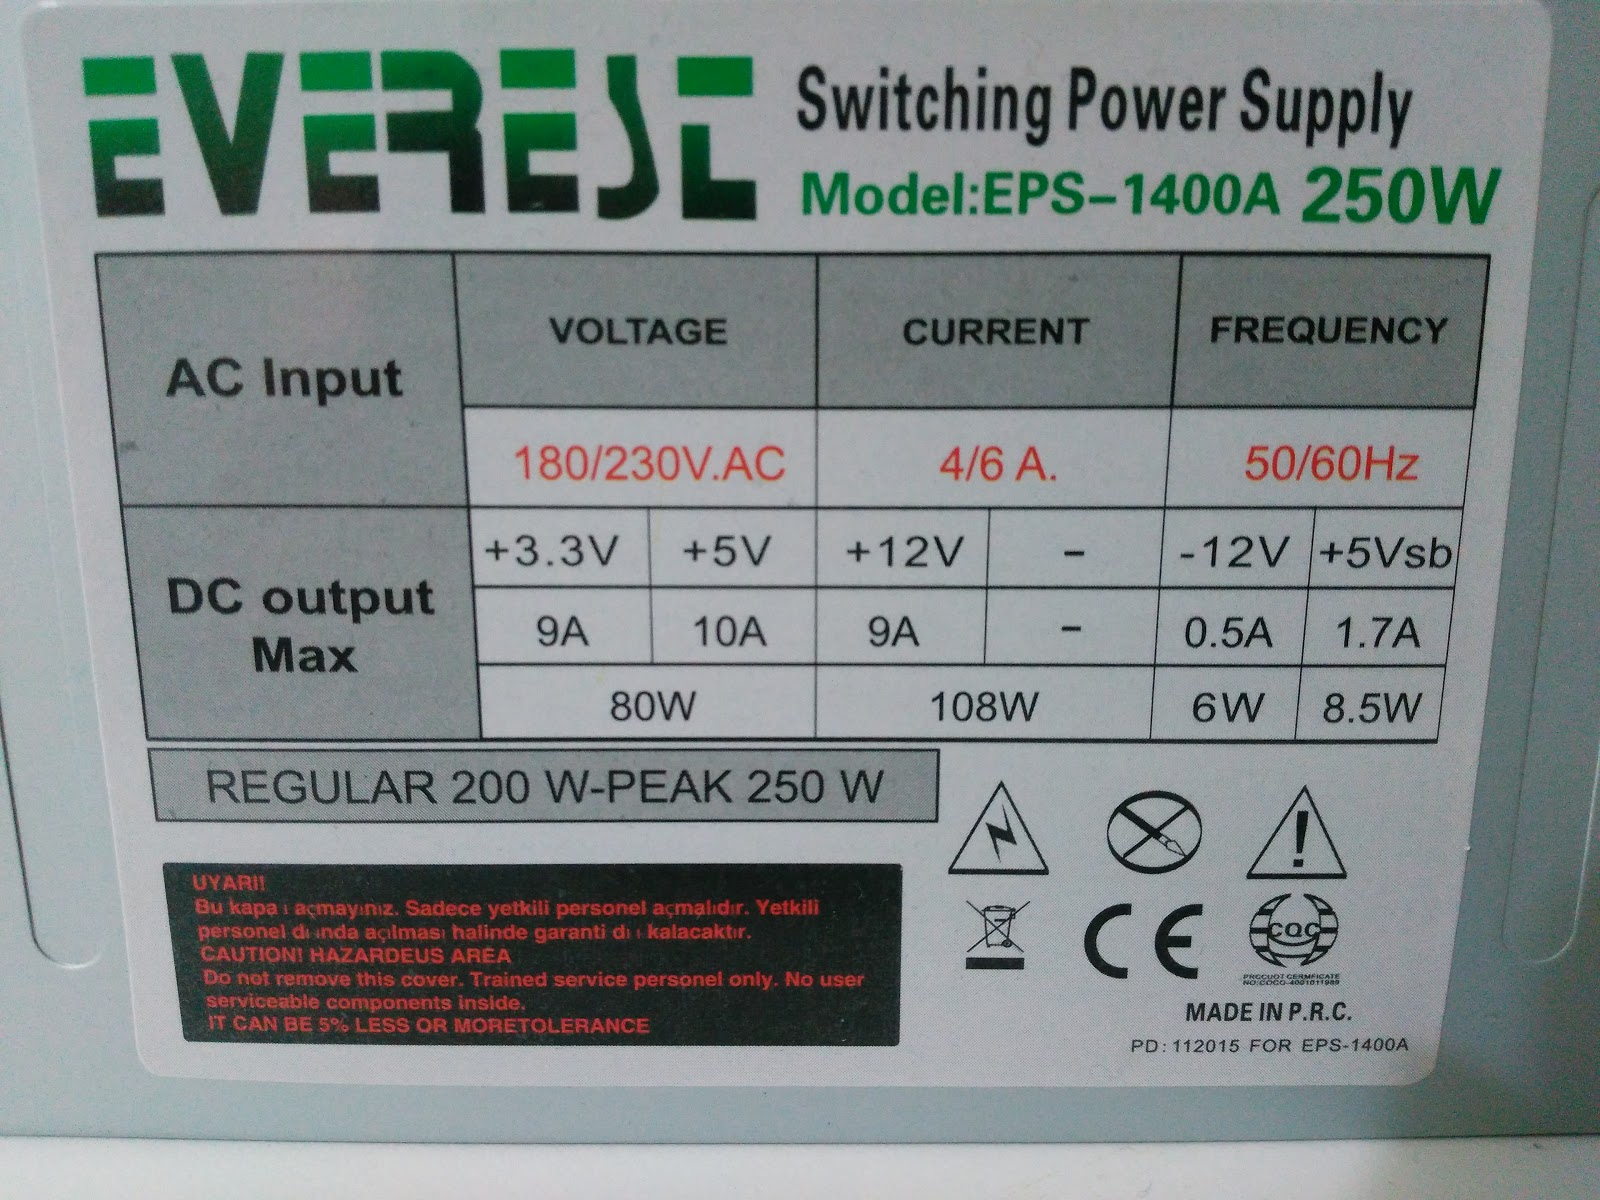 EVEREST
Switching Power Supply
Model:EPS-1400A 250W
AC Input
VOLTAGE CURRENT FREQUENCY
180/230V.AC 4/6 A. 50/60Hz
DC output
Max
+3.3V +5V +12V - -12V +5Vsb
9A 10A 9A - 0.5A 1.7A
80W 108W 6W 8.5W
REGULAR 200 W-PEAK 250 W
UYARI!
Bu kapa ı açmayınız. Sadece yetkili personel açmalıdır. Yetkili
personel dı ında açılması halinde garanti dı ı kalacaktır.
CAUTION! HAZARDEUS AREA
Do not remove this cover. Trained service personel only. No user
serviceable components inside.
IT CAN BE 5% LESS OR MORETOLERANCE
CE
CQC
MADE IN P.R.C.
PD: 112015 FOR EPS-1400A